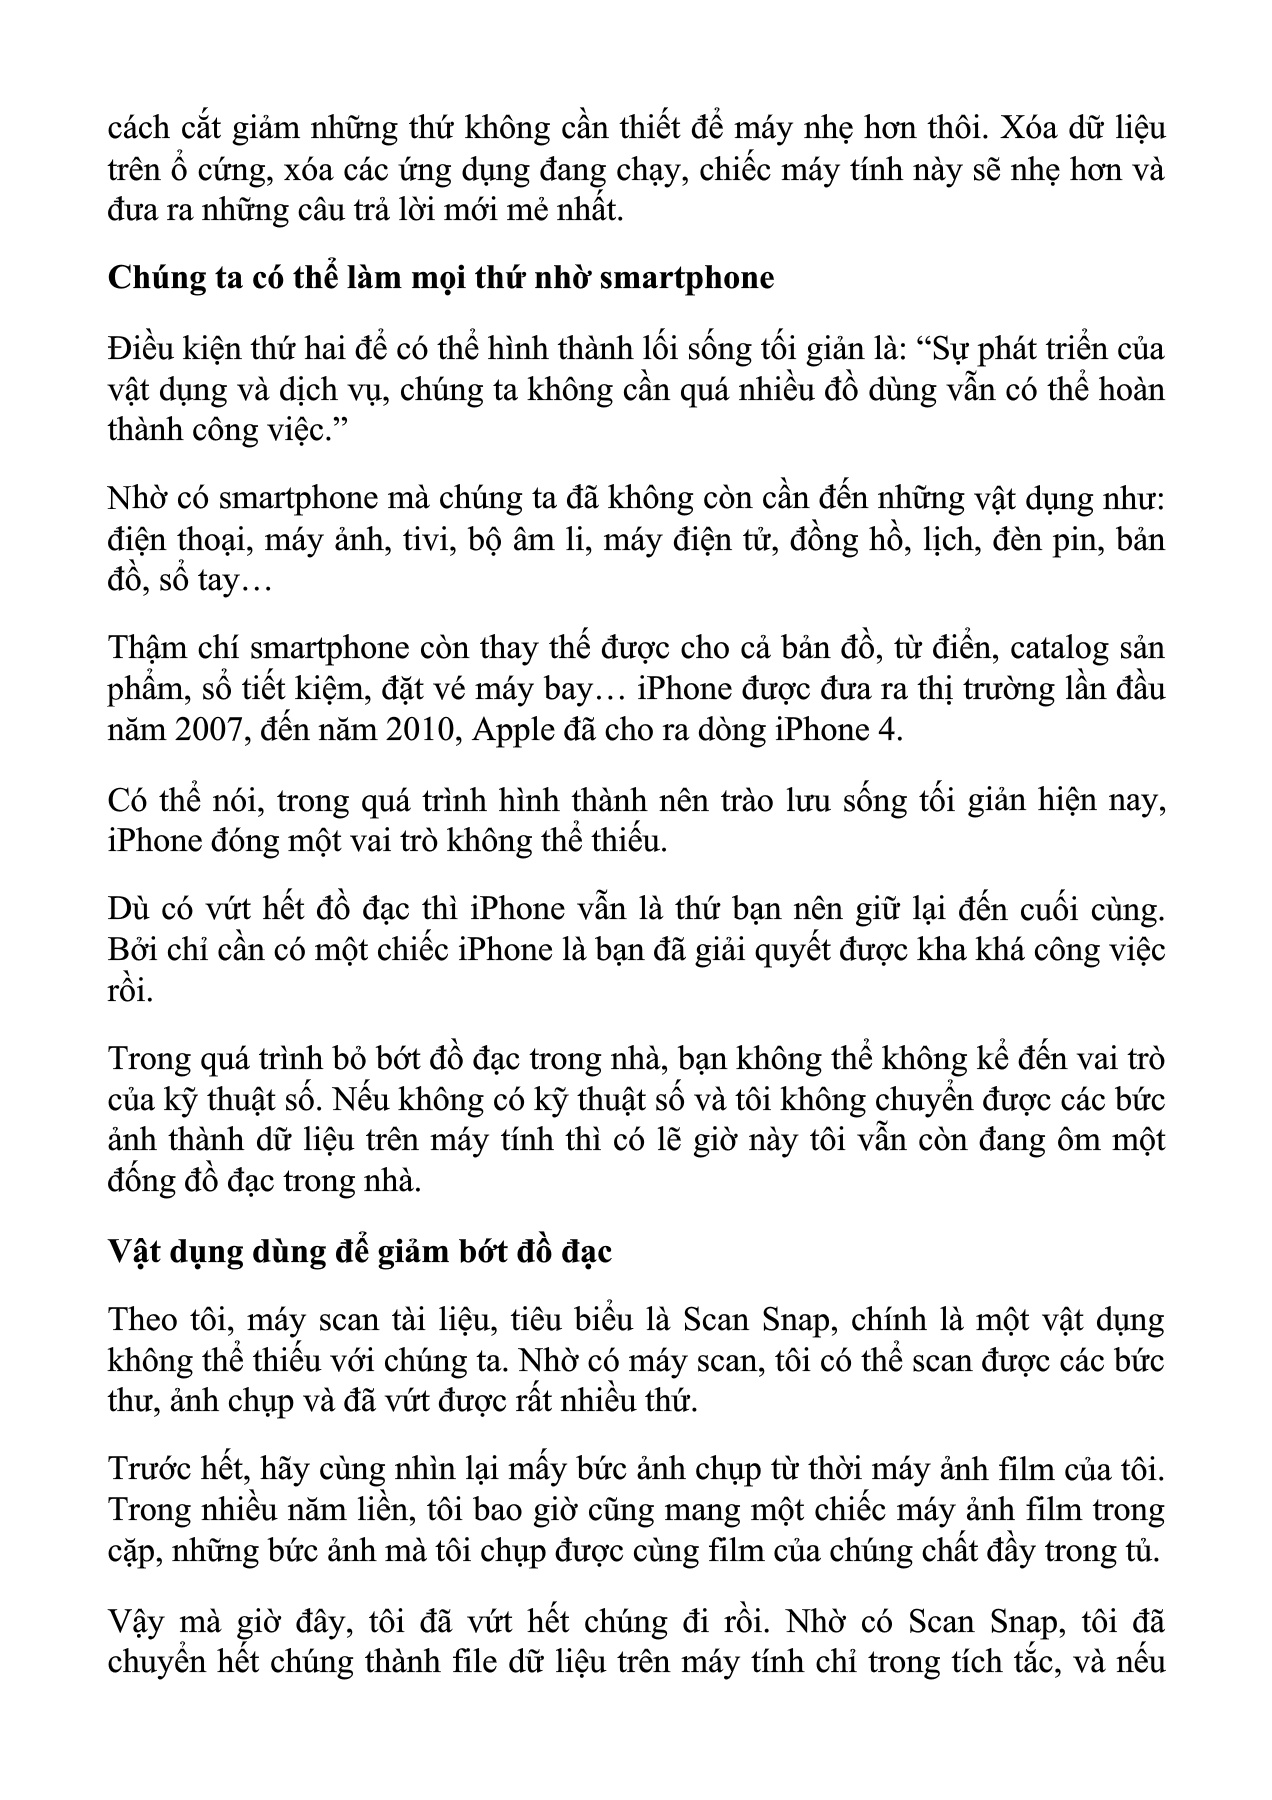 cách cắt giảm những thứ không cần thiết để máy nhẹ hơn thôi. Xóa dữ liệu
trên ổ cứng, xóa các ứng dụng đang chạy, chiếc máy tính này sẽ nhẹ hơn và
đưa ra những câu trả lời mới mẻ nhất.
Chúng ta có thể làm mọi thứ nhờ smartphone
Điều kiện thứ hai để có thể hình thành lối sống tối giản là: “Sự phát triển của
vật dụng và dịch vụ, chúng ta không cần quá nhiều đồ dùng vẫn có thể hoàn
thành công việc.”
Nhờ có smartphone mà chúng ta đã không còn cần đến những vật dụng như:
điện thoại, máy ảnh, tivi, bộ âm li, máy điện tử, đồng hồ, lịch, đèn pin, bản
đồ, sổ tay…
Thậm chí smartphone còn thay thế được cho cả bản đồ, từ điển, catalog sản
phẩm, sổ tiết kiệm, đặt vé máy bay… iPhone được đưa ra thị trường lần đầu
năm 2007, đến năm 2010, Apple đã cho ra dòng iPhone 4.
Có thể nói, trong quá trình hình thành nên trào lưu sống tối giản hiện nay,
iPhone đóng một vai trò không thể thiếu.
Dù có vứt hết đồ đạc thì iPhone vẫn là thứ bạn nên giữ lại đến cuối cùng.
Bởi chỉ cần có một chiếc iPhone là bạn đã giải quyết được kha khá công việc
rồi.
Trong quá trình bỏ bớt đồ đạc trong nhà, bạn không thể không kể đến vai trò
của kỹ thuật số. Nếu không có kỹ thuật số và tôi không chuyển được các bức
ảnh thành dữ liệu trên máy tính thì có lẽ giờ này tôi vẫn còn đang ôm một
đống đồ đạc trong nhà.
Vật dụng dùng để giảm bớt đồ đạc
Theo tôi, máy scan tài liệu, tiêu biểu là Scan Snap, chính là một vật dụng
không thể thiếu với chúng ta. Nhờ có máy scan, tôi có thể scan được các bức
thư, ảnh chụp và đã vứt được rất nhiều thứ.
Trước hết, hãy cùng nhìn lại mấy bức ảnh chụp từ thời máy ảnh film của tôi.
Trong nhiều năm liền, tôi bao giờ cũng mang một chiếc máy ảnh film trong
cặp, những bức ảnh mà tôi chụp được cùng film của chúng chất đầy trong tủ.
Vậy mà giờ đây, tôi đã vứt hết chúng đi rồi. Nhờ có Scan Snap, tôi đã
chuyển hết chúng thành file dữ liệu trên máy tính chỉ trong tích tắc, và nếu